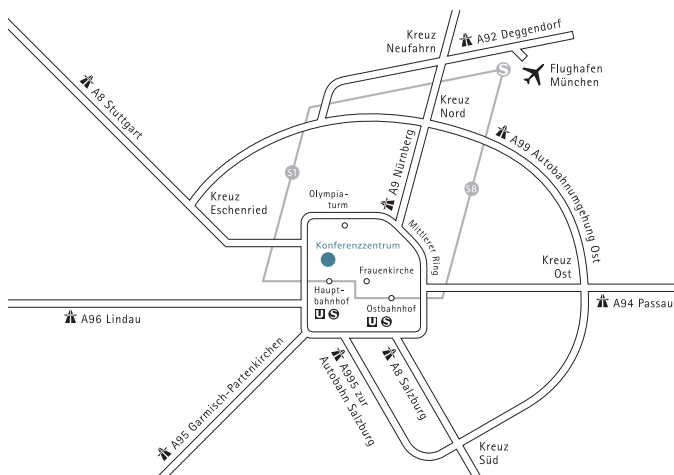 Kreuz
Neufahrn
A92 Deggendorf
S
Flughafen
München
A8 Stuttgart
Kreuz
Nord
A99 Autobahnumgehung Ost
S1
A9 Nürnberg
S8
Kreuz
Eschenried
Olympia-
turm
Mittlerer Ring
Konferenzzentrum
Kreuz
Ost
Frauenkirche
Haupt-
bahnhof
U S
Ostbahnhof
U S
A94 Passau
A96 Lindau
A95 Garmisch-Partenkirchen
A995 zur
Autobahn Salzburg
A8 Salzburg
Kreuz
Süd